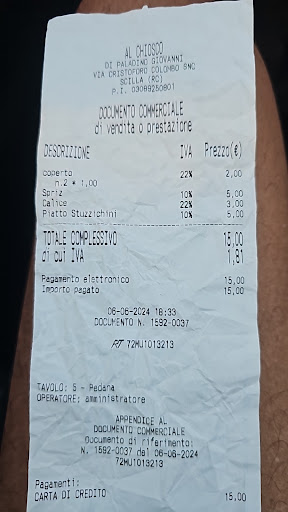 AL CHIOSCO
DI PALADINO GIOVANNI
VIA CRISTOFORO COLOMBO SNC
SCILLA (RC)
P.I. 03099250801
DOCUMENTO COMMERCIALE
di vendita o prestazione
DESCRIZIONE IVA Prezzo(€)
coperto 22% 2,00
n.2 * 1,00
Spriz 10% 5,00
Calice 22% 3,00
Piatto Stuzzichini 10% 5,00
TOTALE COMPLESSIVO 15,00
di cui IVA 1,91
Pagamento elettronico 15,00
Importo pagato 15,00
06-06-2024 18:33
DOCUMENTO N. 1592-0037
RT 72MU1013213
TAVOLO: 5 - Pedana
OPERATORE: amministratore
APPENDICE AL
DOCUMENTO COMMERCIALE
Documento di riferimento:
N. 1592-0037 del 06-06-2024
72MU1013213
Pagamenti:
CARTA DI CREDITO 15,00